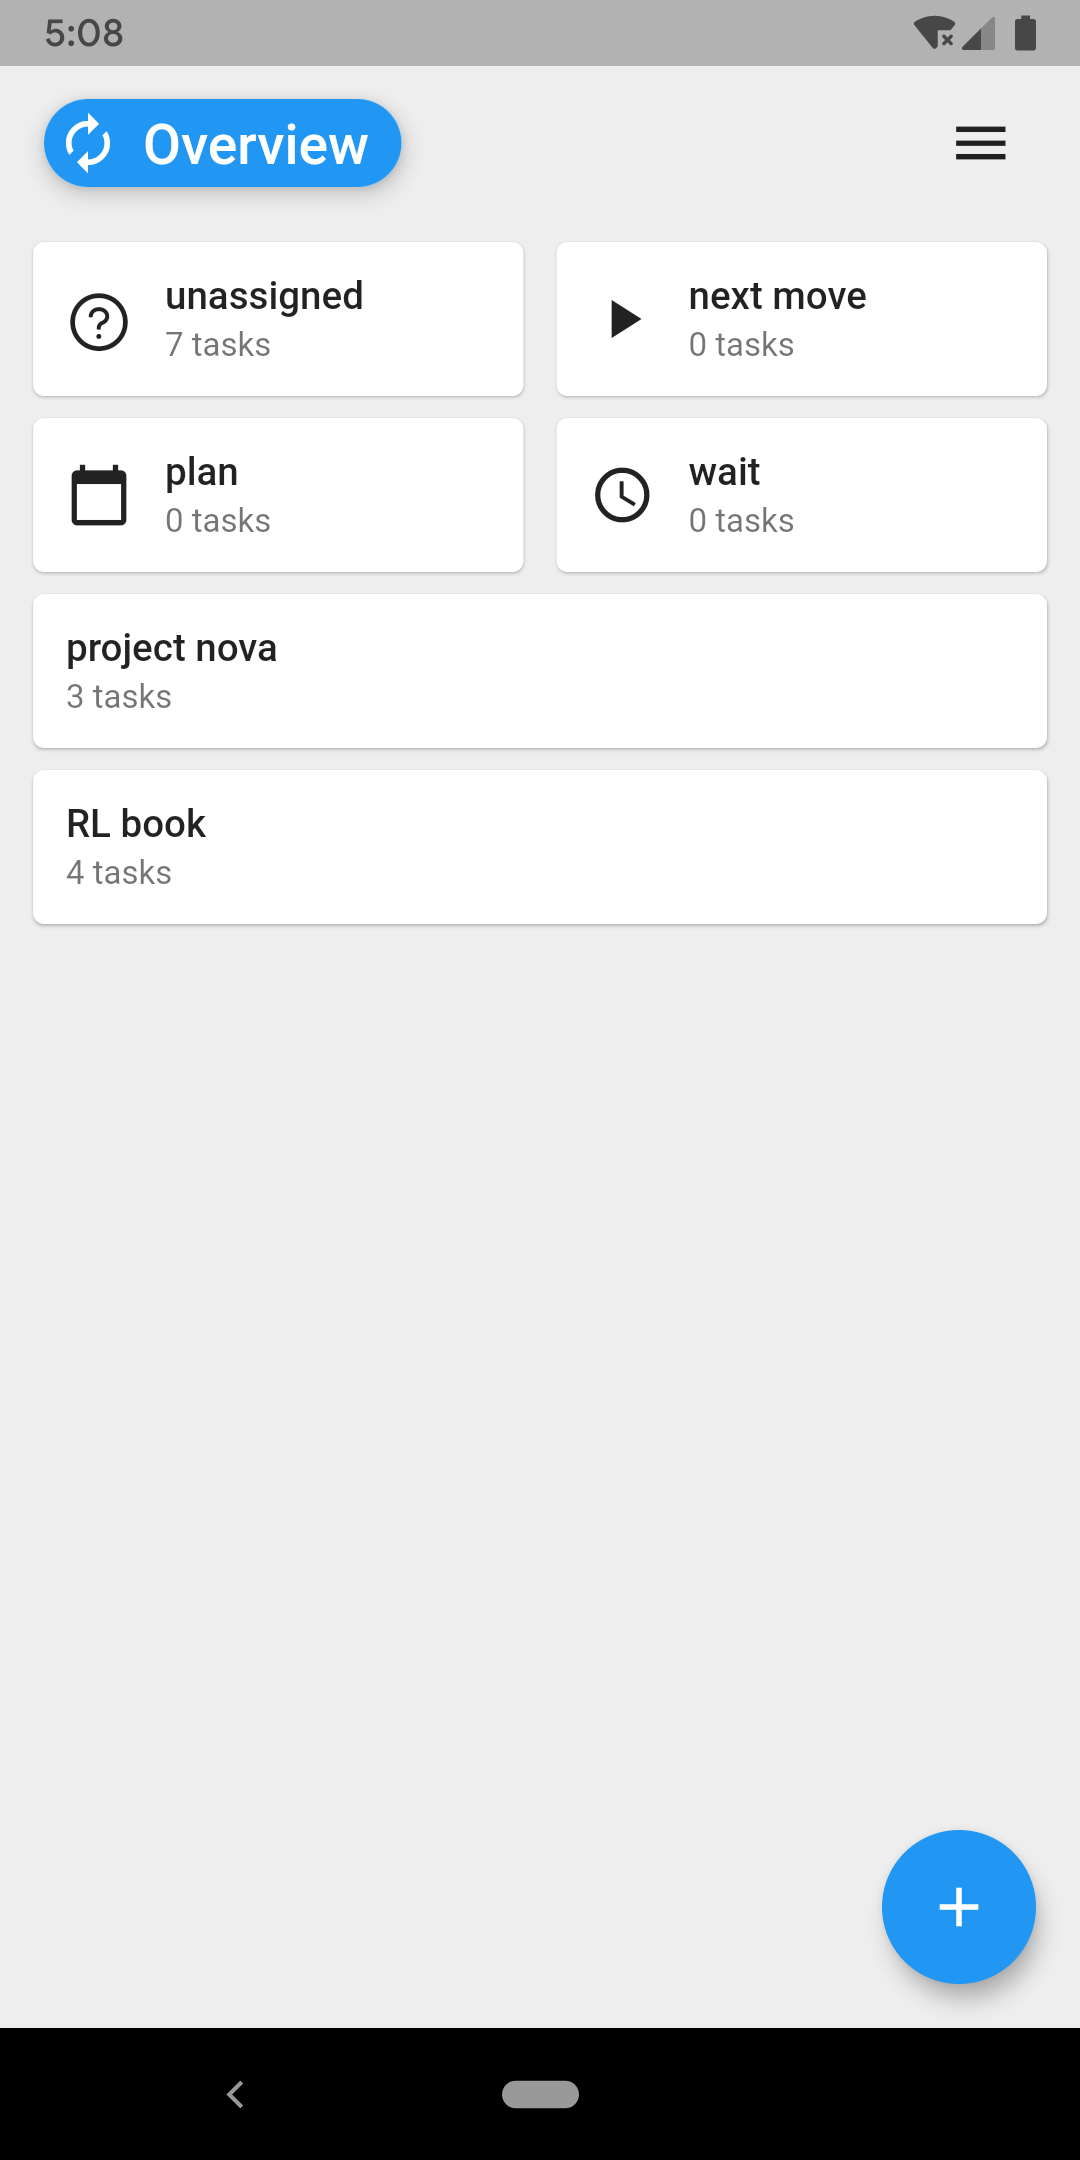 5:08
Overview
unassigned
7 tasks
next move
0 tasks
plan
0 tasks
wait
0 tasks
project nova
3 tasks
RL book
4 tasks